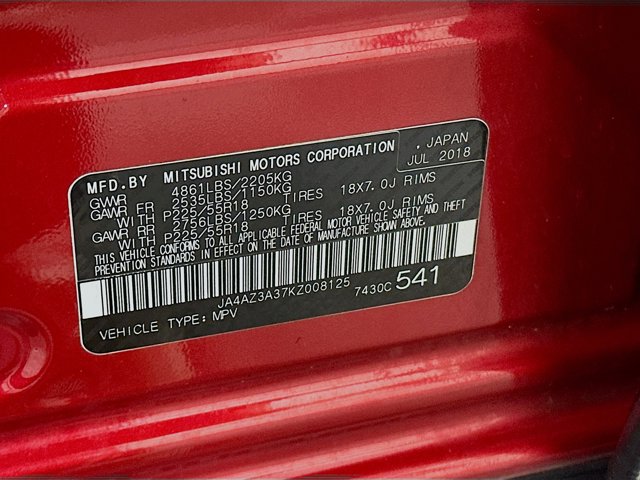 MFD.BY MITSUBISHI MOTORS CORPORATION , JAPAN
JUL 2018
GVWR 4861LBS/2205KG
GAWR FR 2535LBS/1150KG
WITH P225/55R18 TIRES 18X7.0J RIMS
GAWR RR 2756LBS/1250KG
WITH P225/55R18 TIRES 18X7.0J RIMS
THIS VEHICLE CONFORMS TO ALL APPLICABLE FEDERAL MOTOR VEHICLE SAFETY AND THEFT
PREVENTION STANDARDS IN EFFECT ON THE DATE OF MANUFACTURE SHOWN ABOVE.
JA4AZ3A37KZ008125 7430C 541
VEHICLE TYPE: MPV